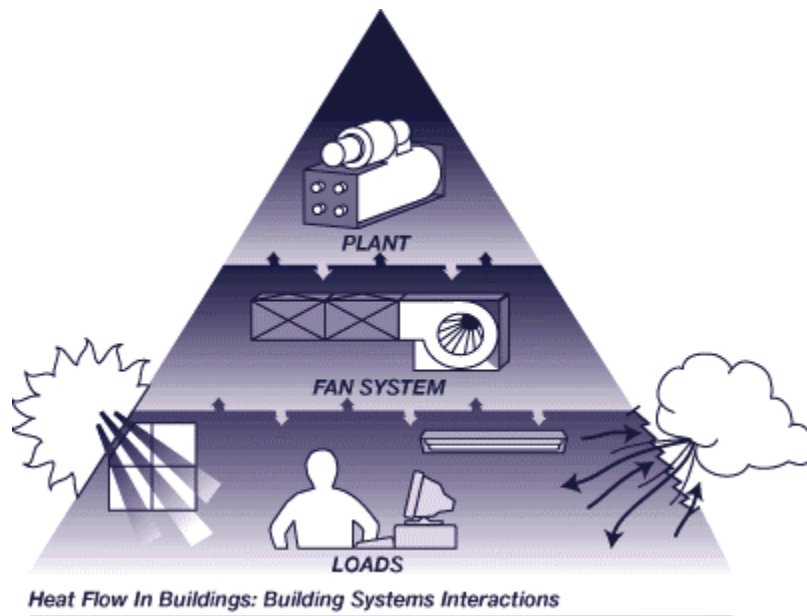 PLANT
FAN SYSTEM
LOADS
Heat Flow In Buildings: Building Systems Interactions